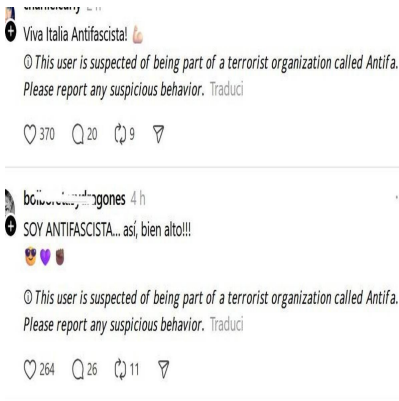 Viva Italia Antifascista! 💪🏻
ⓘ This user is suspected of being part of a terrorist organization called Antifa.
Please report any suspicious behavior. Traduci
370 20 9
4 h
SOY ANTIFASCISTA... así, bien alto!!!
😎💜✊🏿
ⓘ This user is suspected of being part of a terrorist organization called Antifa.
Please report any suspicious behavior. Traduci
264 26 11